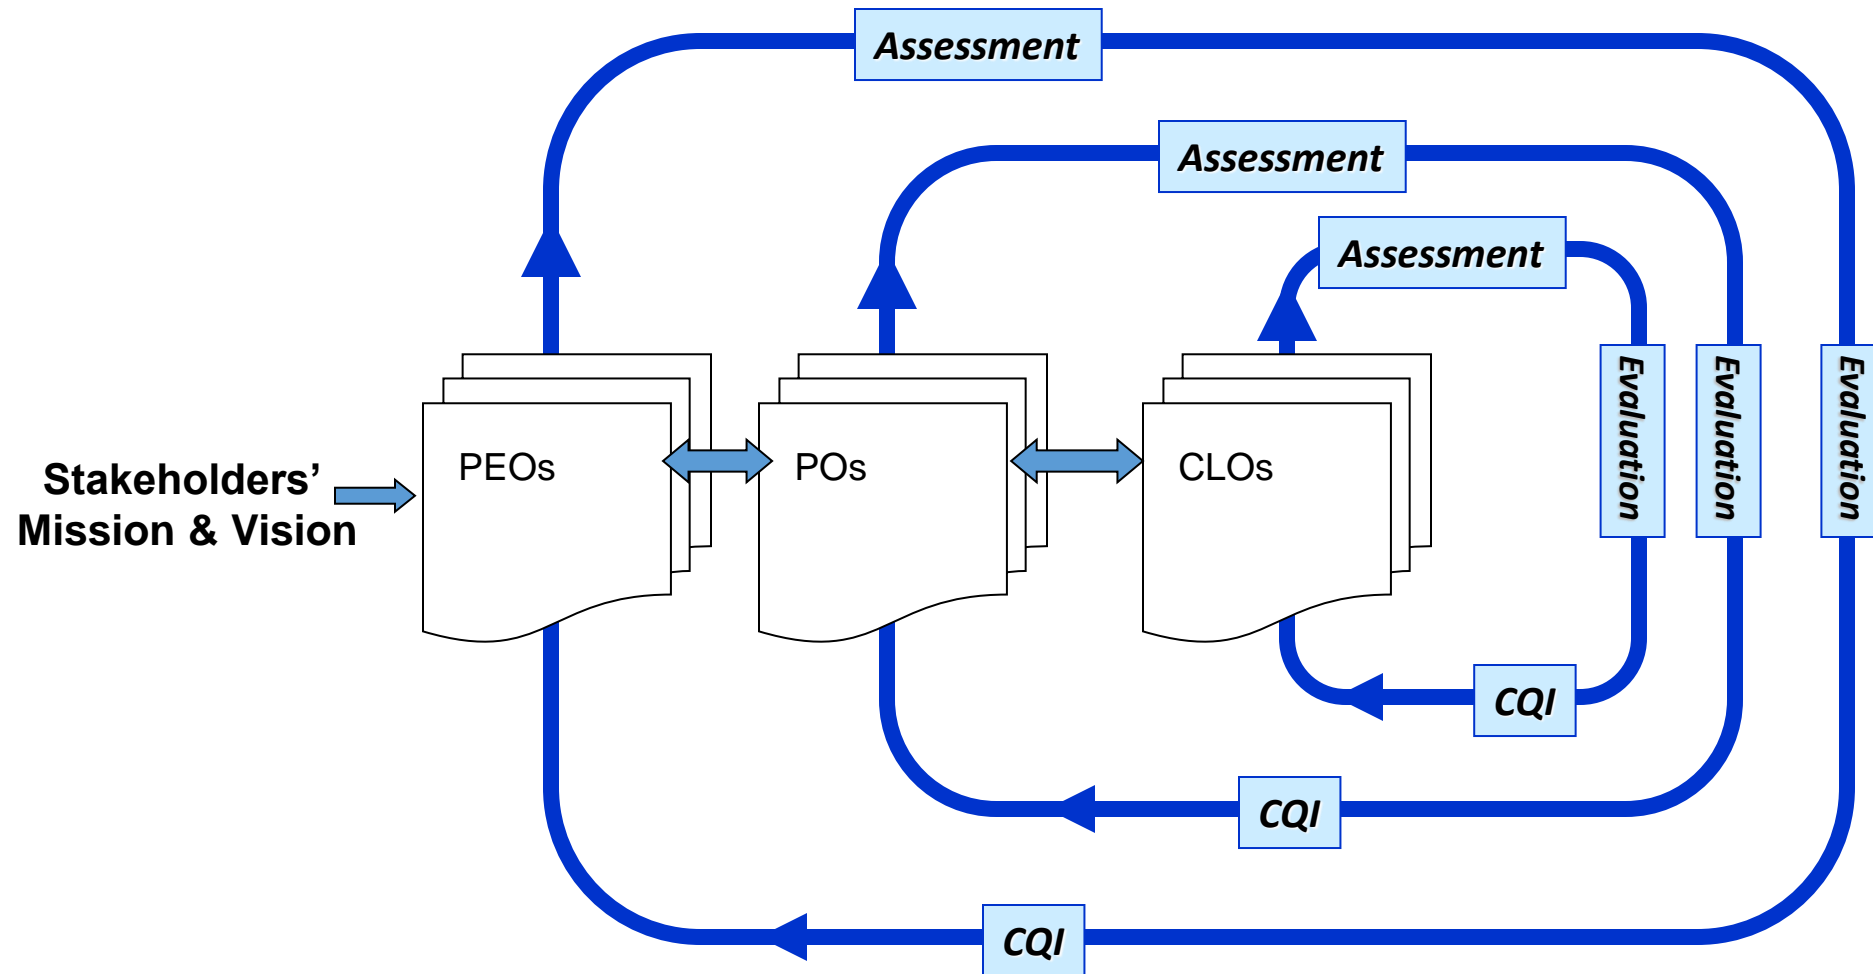 Assessment
Assessment
Assessment
Evaluation
Evaluation
Evaluation
PEOs
POs
CLOs
Stakeholders’
Mission & Vision
CQI
CQI
CQI